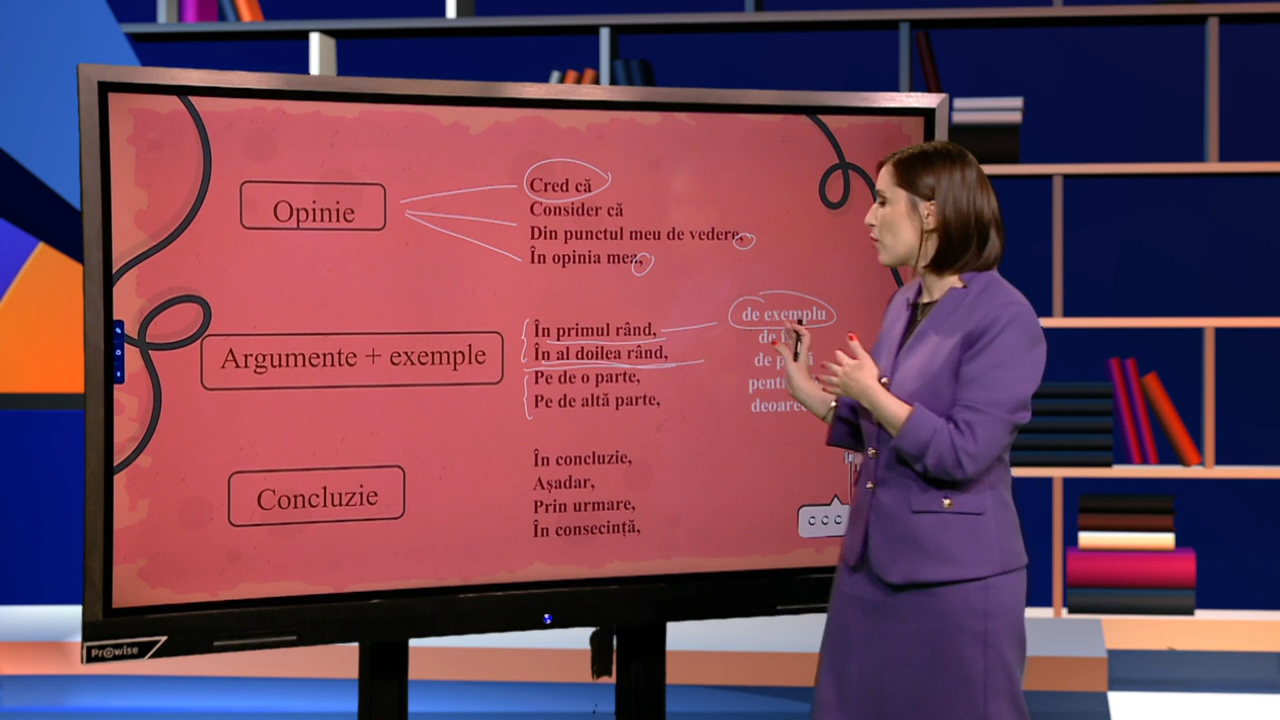 Opinie
Cred că
Consider că
Din punctul meu de vedere,
În opinia mea,
Argumente + exemple
În primul rând,
În al doilea rând,
Pe de o parte,
Pe de altă parte,
de exemplu
de
de
Concluzie
În concluzie,
Așadar,
Prin urmare,
În consecință,
Prowise